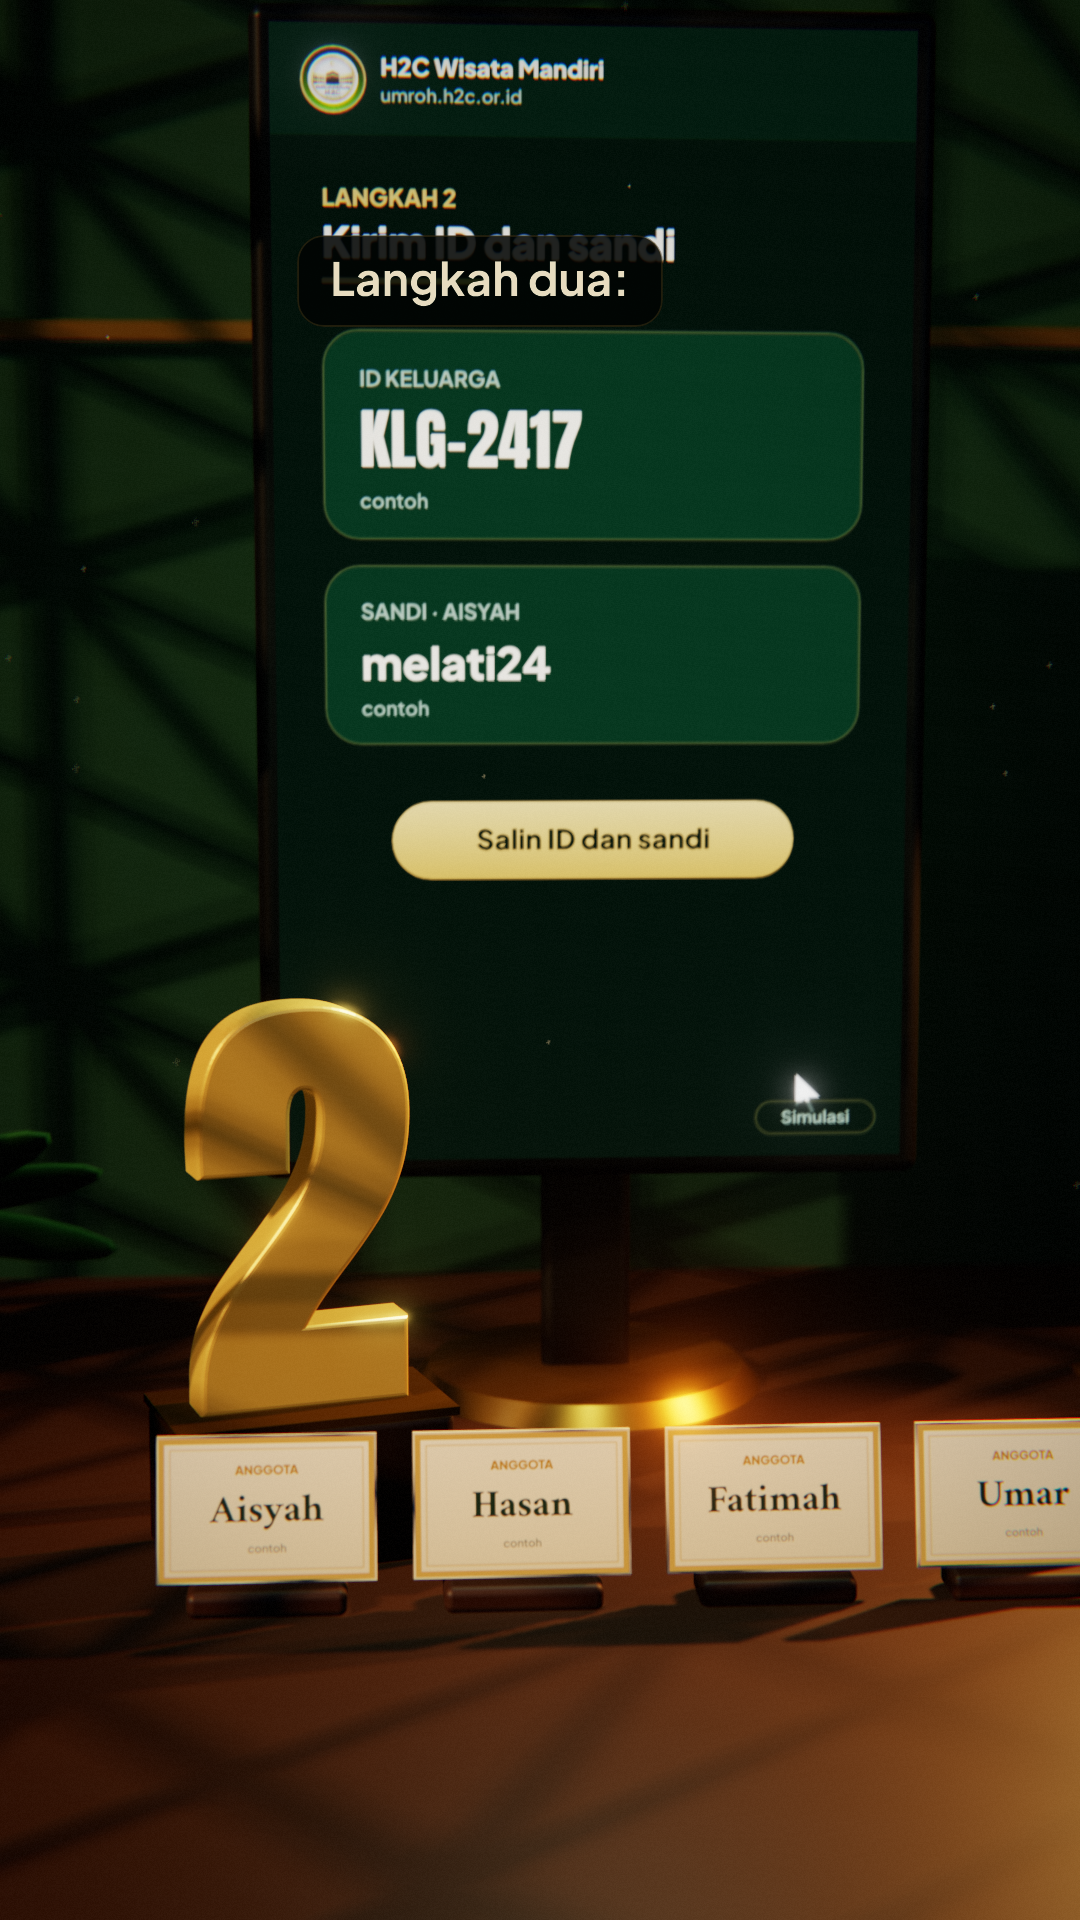 H2C Wisata Mandiri
umroh.h2c.or.id
LANGKAH 2
Kirim ID dan sandi
Langkah dua:
ID KELUARGA
KLG-2417
contoh
SANDI · AISYAH
melati24
contoh
Salin ID dan sandi
Simulasi
2
ANGGOTA
Aisyah
contoh
ANGGOTA
Hasan
contoh
ANGGOTA
Fatimah
contoh
ANGGOTA
Umar
contoh